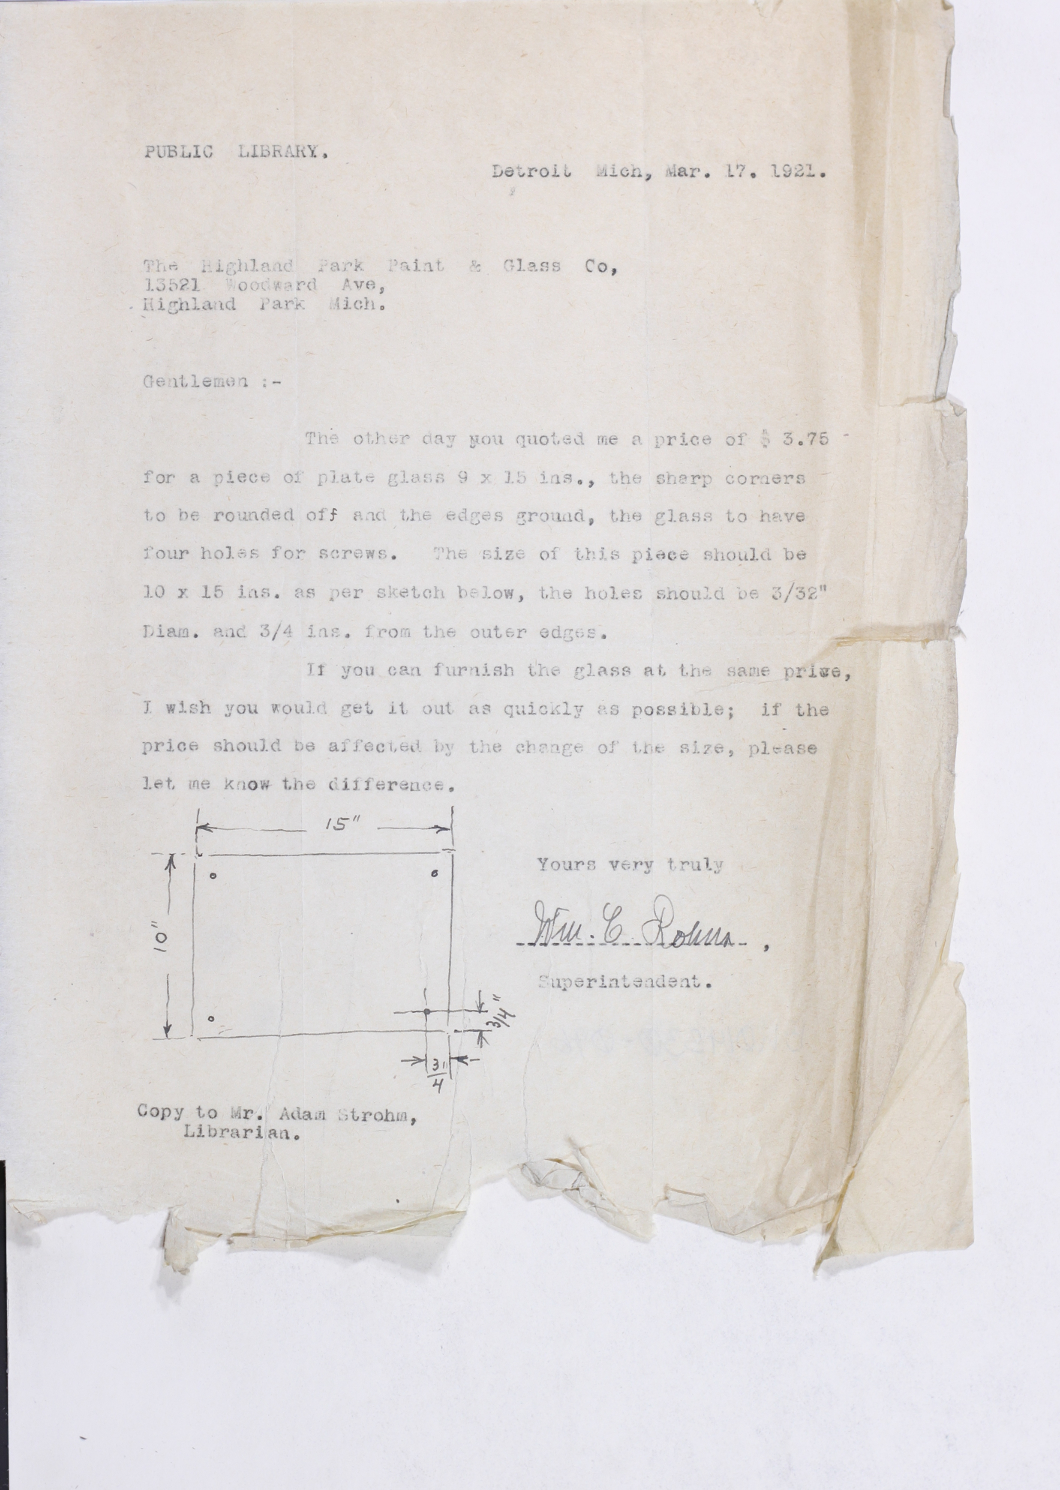 PUBLIC LIBRARY.
Detroit Mich, Mar. 17. 1921.
The Highland Park Paint & Glass Co,
13521 Woodward Ave,
Highland Park Mich.
Gentlemen :-
The other day you quoted me a price of $ 3.75
for a piece of plate glass 9 x 15 ins., the sharp corners
to be rounded off and the edges ground, the glass to have
four holes for screws. The size of this piece should be
10 x 15 ins. as per sketch below, the holes should be 3/32"
Diam. and 3/4 ins. from the outer edges.
If you can furnish the glass at the same price,
I wish you would get it out as quickly as possible; if the
price should be affected by the change of the size, please
let me know the difference.
15"
10"
3/4"
3/4"
Yours very truly
Wm. C. Rohns,
Superintendent.
Copy to Mr. Adam Strohm,
Librarian.